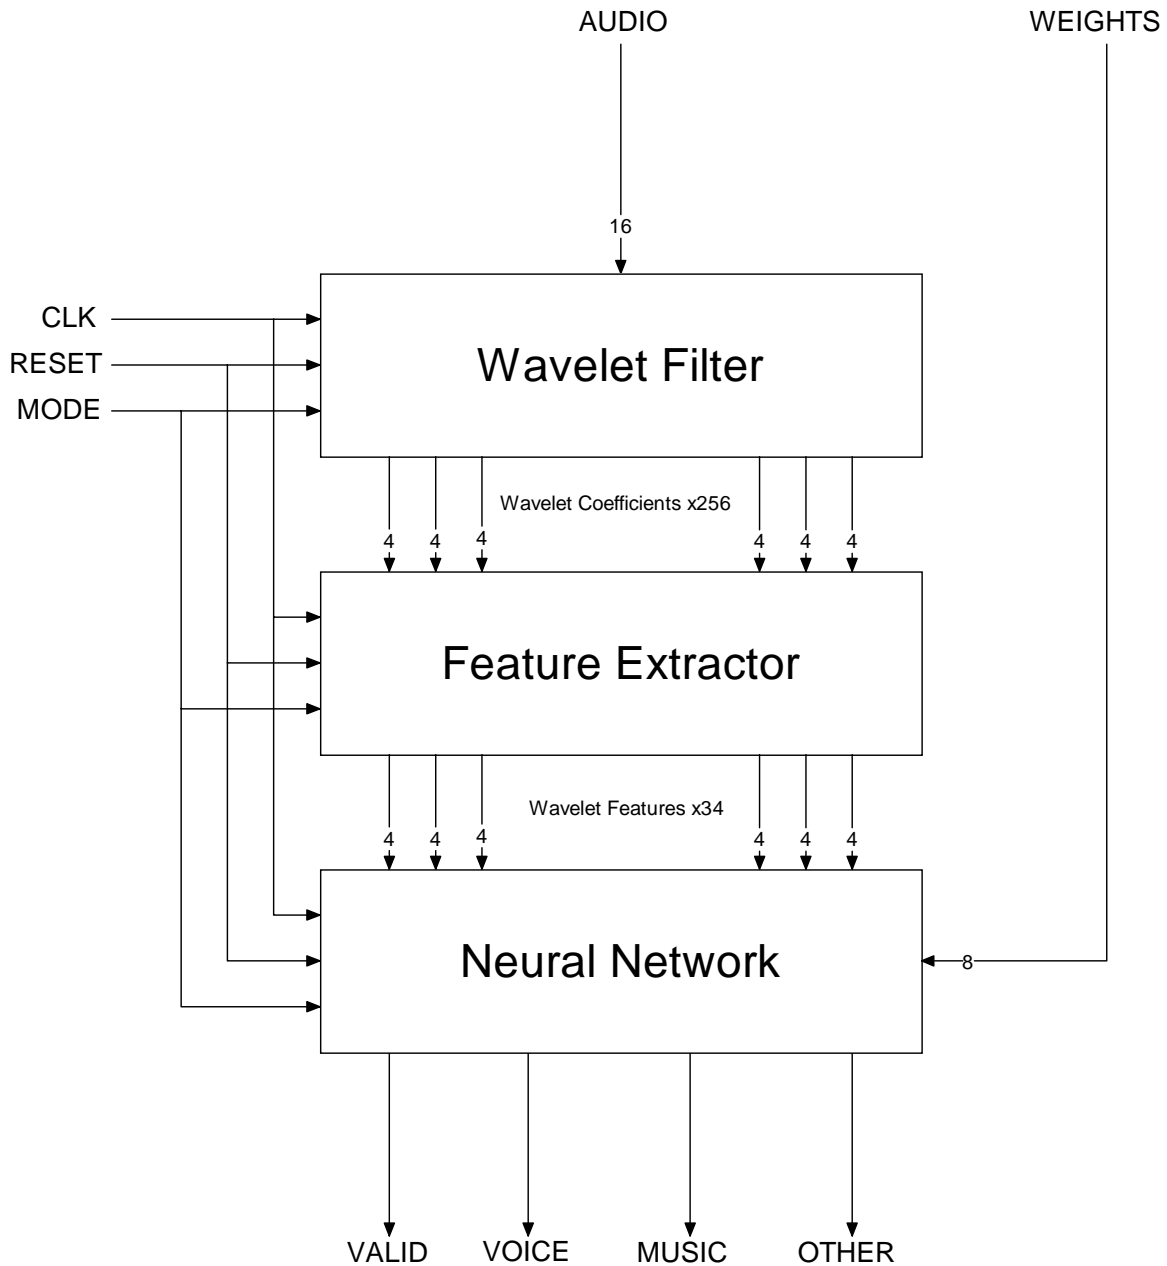 AUDIO
WEIGHTS
16
CLK
RESET
MODE
Wavelet Filter
Wavelet Coefficients x256
4 4 4 4 4 4
Feature Extractor
Wavelet Features x34
4 4 4 4 4 4
Neural Network
8
VALID
VOICE
MUSIC
OTHER